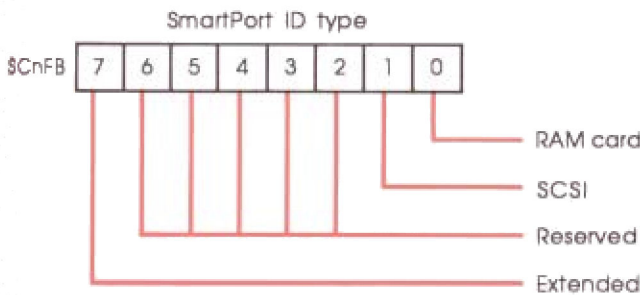 SmartPort ID type
$CnFB 7 6 5 4 3 2 1 0
RAM card
SCSI
Reserved
Extended